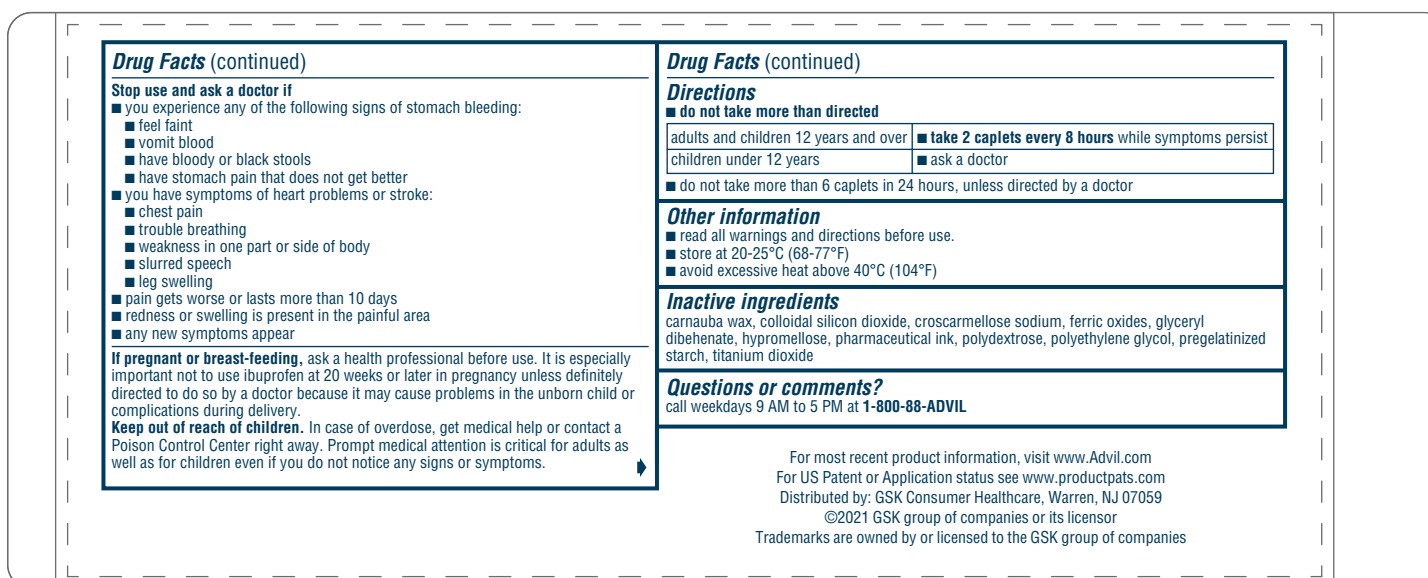 Drug Facts (continued)
Stop use and ask a doctor if
■ you experience any of the following signs of stomach bleeding:
■ feel faint
■ vomit blood
■ have bloody or black stools
■ have stomach pain that does not get better
■ you have symptoms of heart problems or stroke:
■ chest pain
■ trouble breathing
■ weakness in one part or side of body
■ slurred speech
■ leg swelling
■ pain gets worse or lasts more than 10 days
■ redness or swelling is present in the painful area
■ any new symptoms appear
If pregnant or breast-feeding, ask a health professional before use. It is especially
important not to use ibuprofen at 20 weeks or later in pregnancy unless definitely
directed to do so by a doctor because it may cause problems in the unborn child or
complications during delivery.
Keep out of reach of children. In case of overdose, get medical help or contact a
Poison Control Center right away. Prompt medical attention is critical for adults as
well as for children even if you do not notice any signs or symptoms.
Drug Facts (continued)
Directions
■ do not take more than directed
adults and children 12 years and over ■ take 2 caplets every 8 hours while symptoms persist
children under 12 years ■ ask a doctor
■ do not take more than 6 caplets in 24 hours, unless directed by a doctor
Other information
■ read all warnings and directions before use.
■ store at 20-25°C (68-77°F)
■ avoid excessive heat above 40°C (104°F)
Inactive ingredients
carnauba wax, colloidal silicon dioxide, croscarmellose sodium, ferric oxides, glyceryl
dibehenate, hypromellose, pharmaceutical ink, polydextrose, polyethylene glycol, pregelatinized
starch, titanium dioxide
Questions or comments?
call weekdays 9 AM to 5 PM at 1-800-88-ADVIL
For most recent product information, visit www.Advil.com
For US Patent or Application status see www.productpats.com
Distributed by: GSK Consumer Healthcare, Warren, NJ 07059
©2021 GSK group of companies or its licensor
Trademarks are owned by or licensed to the GSK group of companies